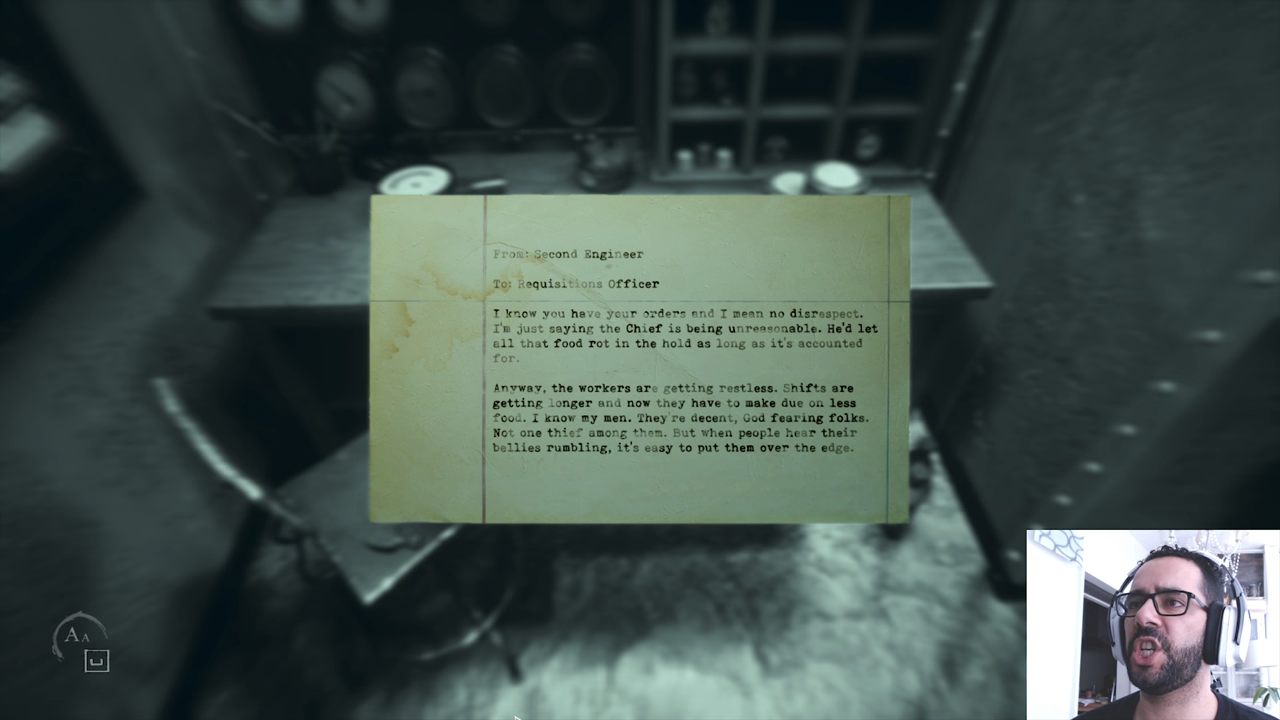 From: Second Engineer
To: Requisitions Officer
I know you have your orders and I mean no disrespect.
I'm just saying the Chief is being unreasonable. He'd let
all that food rot in the hold as long as it's accounted
for.
Anyway, the workers are getting restless. Shifts are
getting longer and now they have to make due on less
food. I know my men. They're decent, God fearing folks.
Not one thief among them. But when people hear their
bellies rumbling, it's easy to put them over the edge.
AA